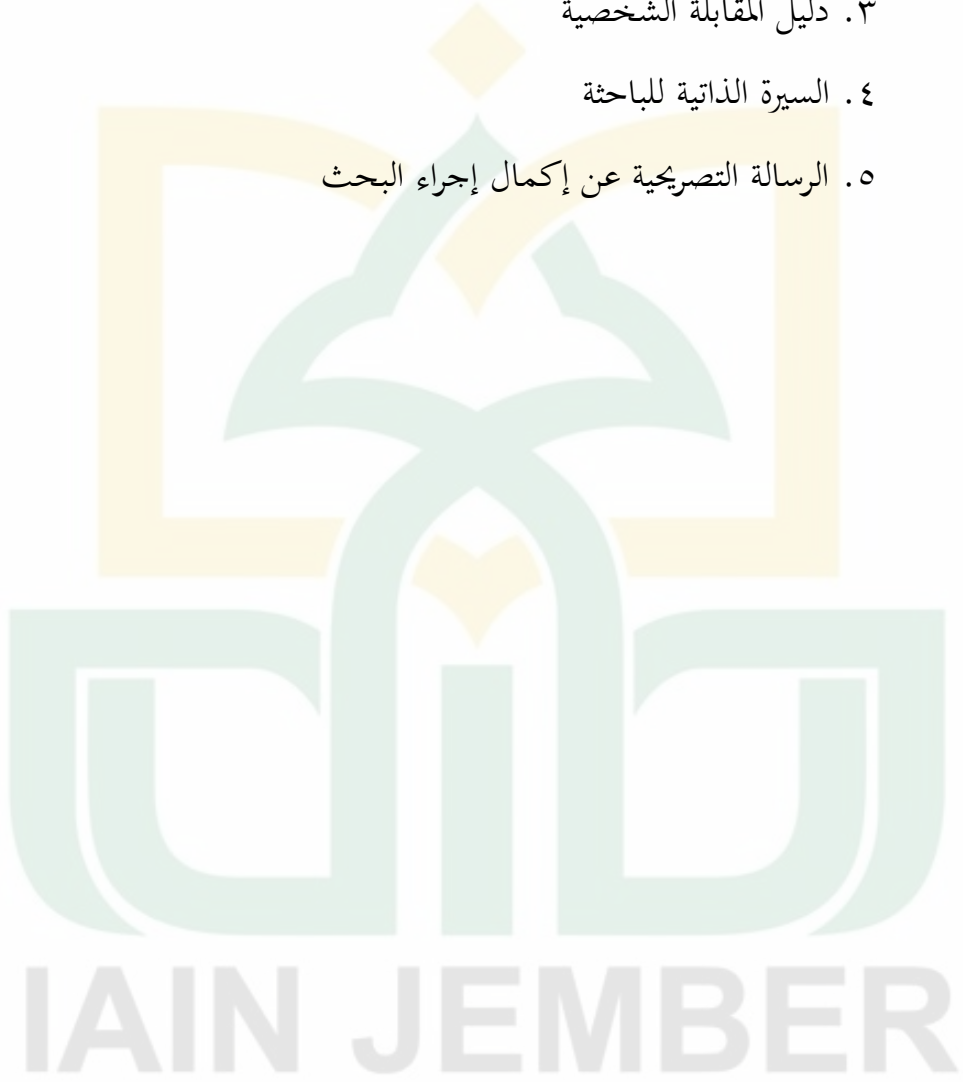 ٣. دليل المقابلة الشخصية
٤. السيرة الذاتية للباحثة
٥. الرسالة التصريحية عن إكمال إجراء البحث
IAIN JEMBER